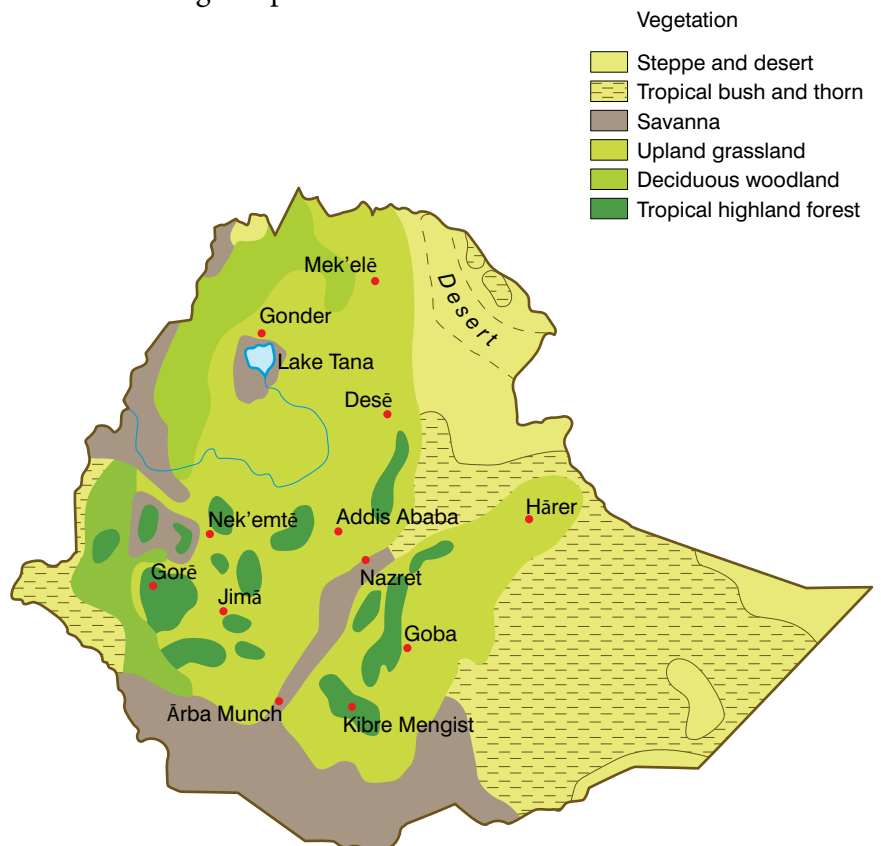 Vegetation
Steppe and desert
Tropical bush and thorn
Savanna
Upland grassland
Deciduous woodland
Tropical highland forest
Mek’elē
Desert
Gonder
Lake Tana
Desē
Nek’emtē
Addis Ababa
Hārer
Gorē
Nazret
Jimā
Goba
Ārba Munch
Kibre Mengist